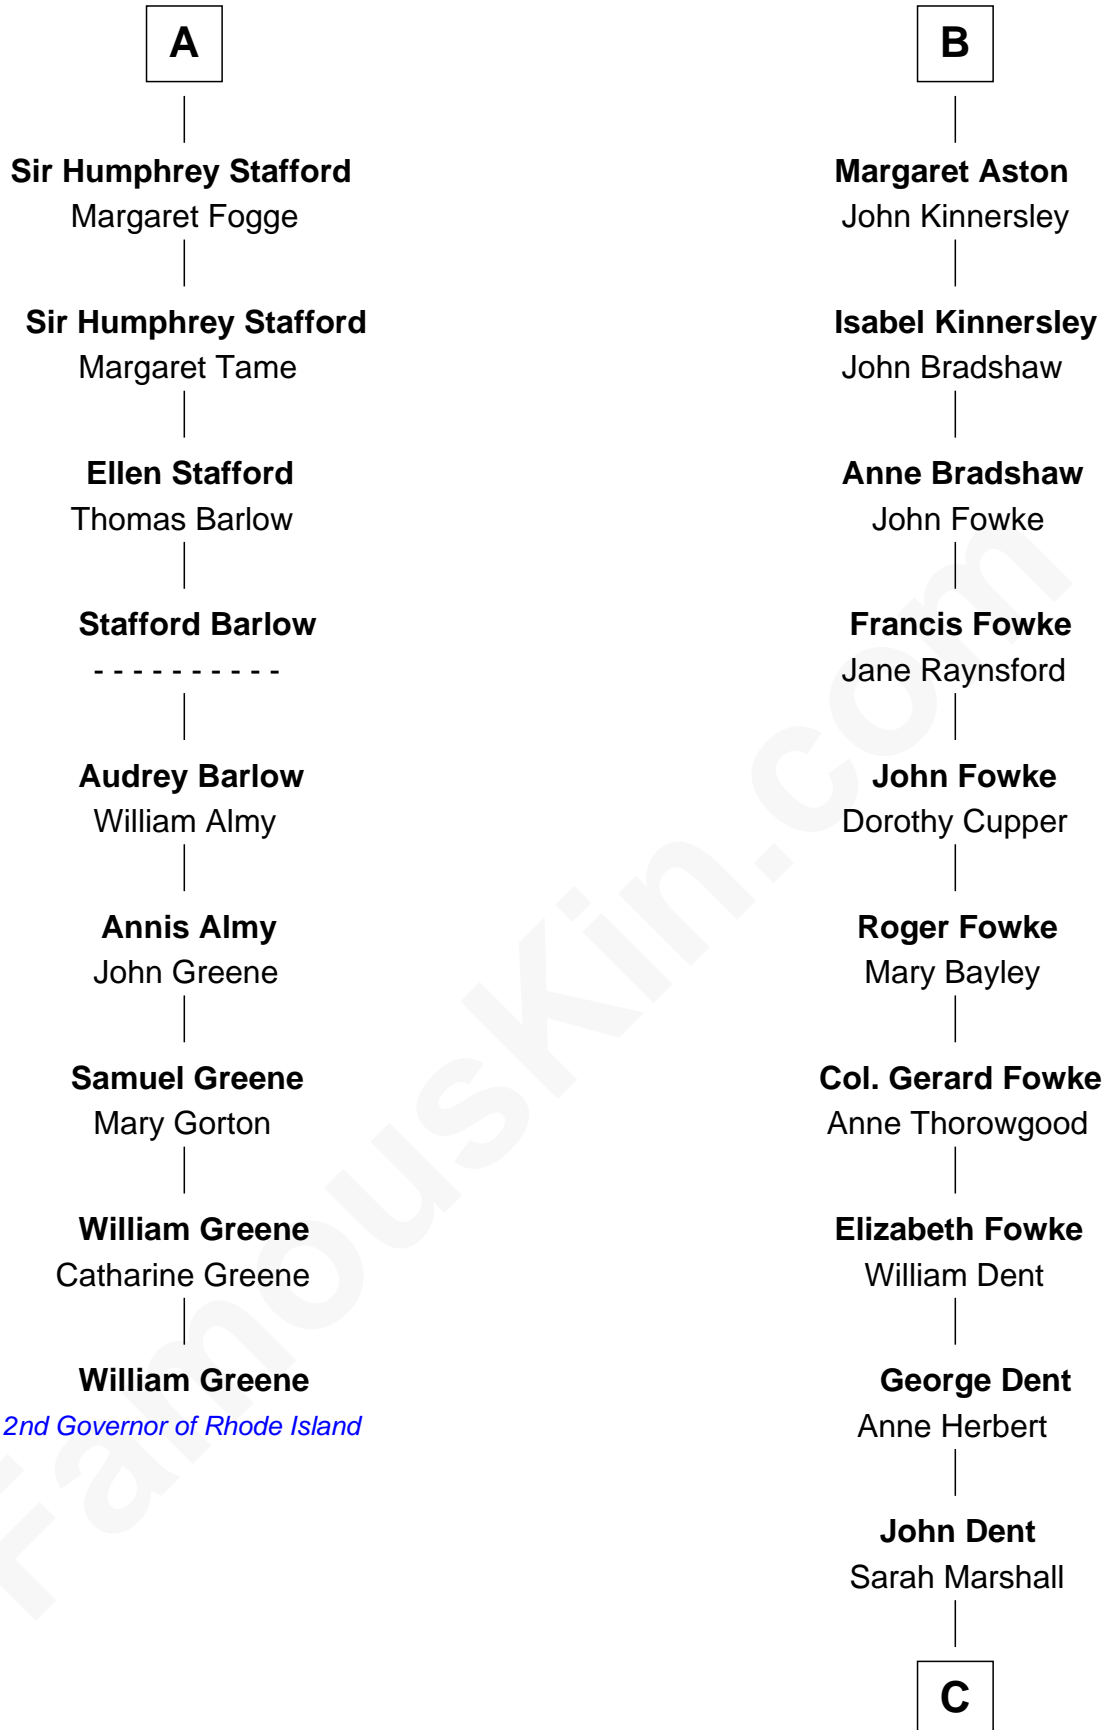 A
Sir Humphrey Stafford
Margaret Fogge
Sir Humphrey Stafford
Margaret Tame
Ellen Stafford
Thomas Barlow
Stafford Barlow
- - - - - - - - - -
Audrey Barlow
William Almy
Annis Almy
John Greene
Samuel Greene
Mary Gorton
William Greene
Catharine Greene
William Greene
2nd Governor of Rhode Island
B
Margaret Aston
John Kinnersley
Isabel Kinnersley
John Bradshaw
Anne Bradshaw
John Fowke
Francis Fowke
Jane Raynsford
John Fowke
Dorothy Cupper
Roger Fowke
Mary Bayley
Col. Gerard Fowke
Anne Thorowgood
Elizabeth Fowke
William Dent
George Dent
Anne Herbert
John Dent
Sarah Marshall
C
FamousKin.com